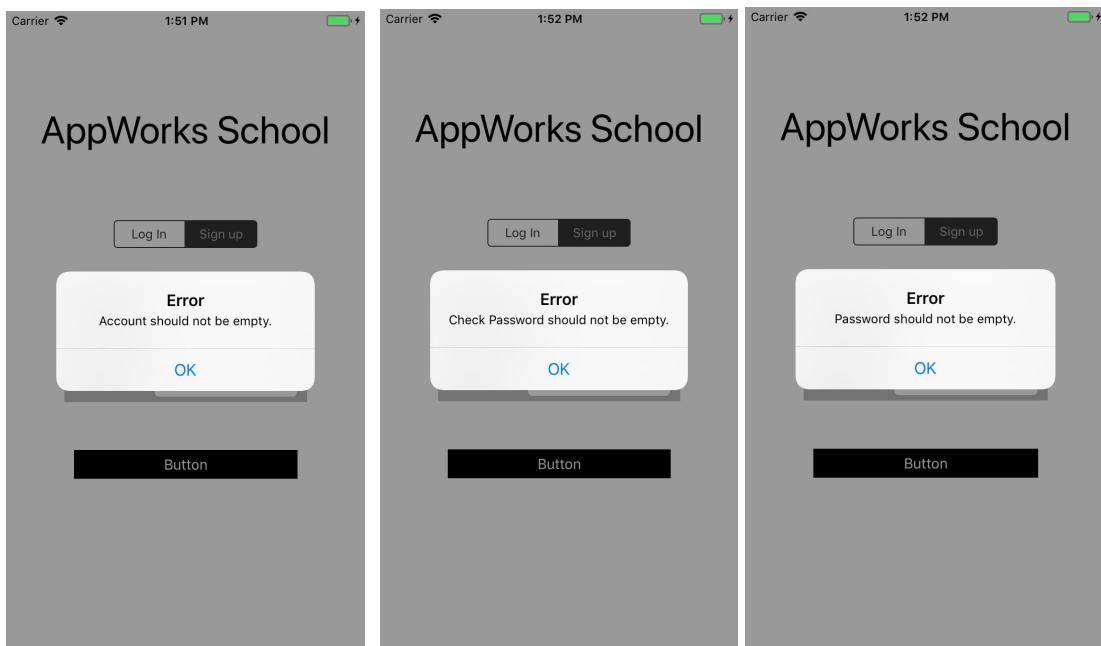 Carrier 1:51 PM
AppWorks School
Log In Sign up
Error
Account should not be empty.
OK
Button
Carrier 1:52 PM
AppWorks School
Log In Sign up
Error
Check Password should not be empty.
OK
Button
Carrier 1:52 PM
AppWorks School
Log In Sign up
Error
Password should not be empty.
OK
Button